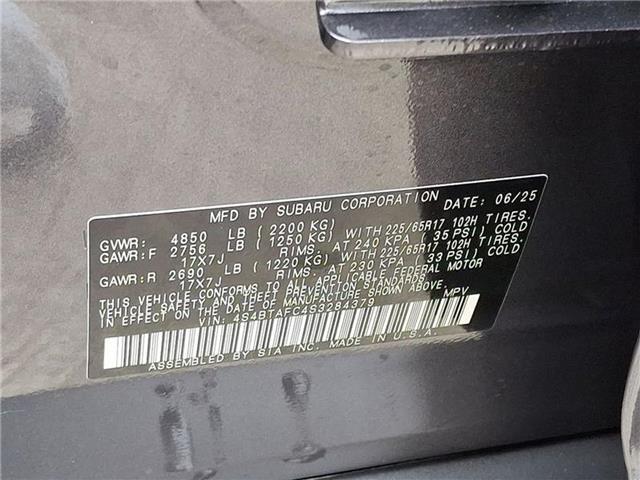 MFD BY SUBARU CORPORATION DATE: 06/25
GVWR: 4850 LB (2200 KG)
GAWR:F 2756 LB (1250 KG) WITH 225/65R17 102H TIRES.
17X7J RIMS. AT 240 KPA (35 PSI) COLD
GAWR:R 2690 LB (1220 KG) WITH 225/65R17 102H TIRES.
17X7J RIMS. AT 230 KPA (33 PSI) COLD
THIS VEHICLE CONFORMS TO ALL APPLICABLE FEDERAL MOTOR
VEHICLE SAFETY AND THEFT PREVENTION STANDARDS
IN EFFECT ON THE DATE OF MANUFACTURE SHOWN ABOVE.
VIN: 4S4BTAFC4S3284379 MPV
ASSEMBLED BY SIA INC. MADE IN U.S.A.